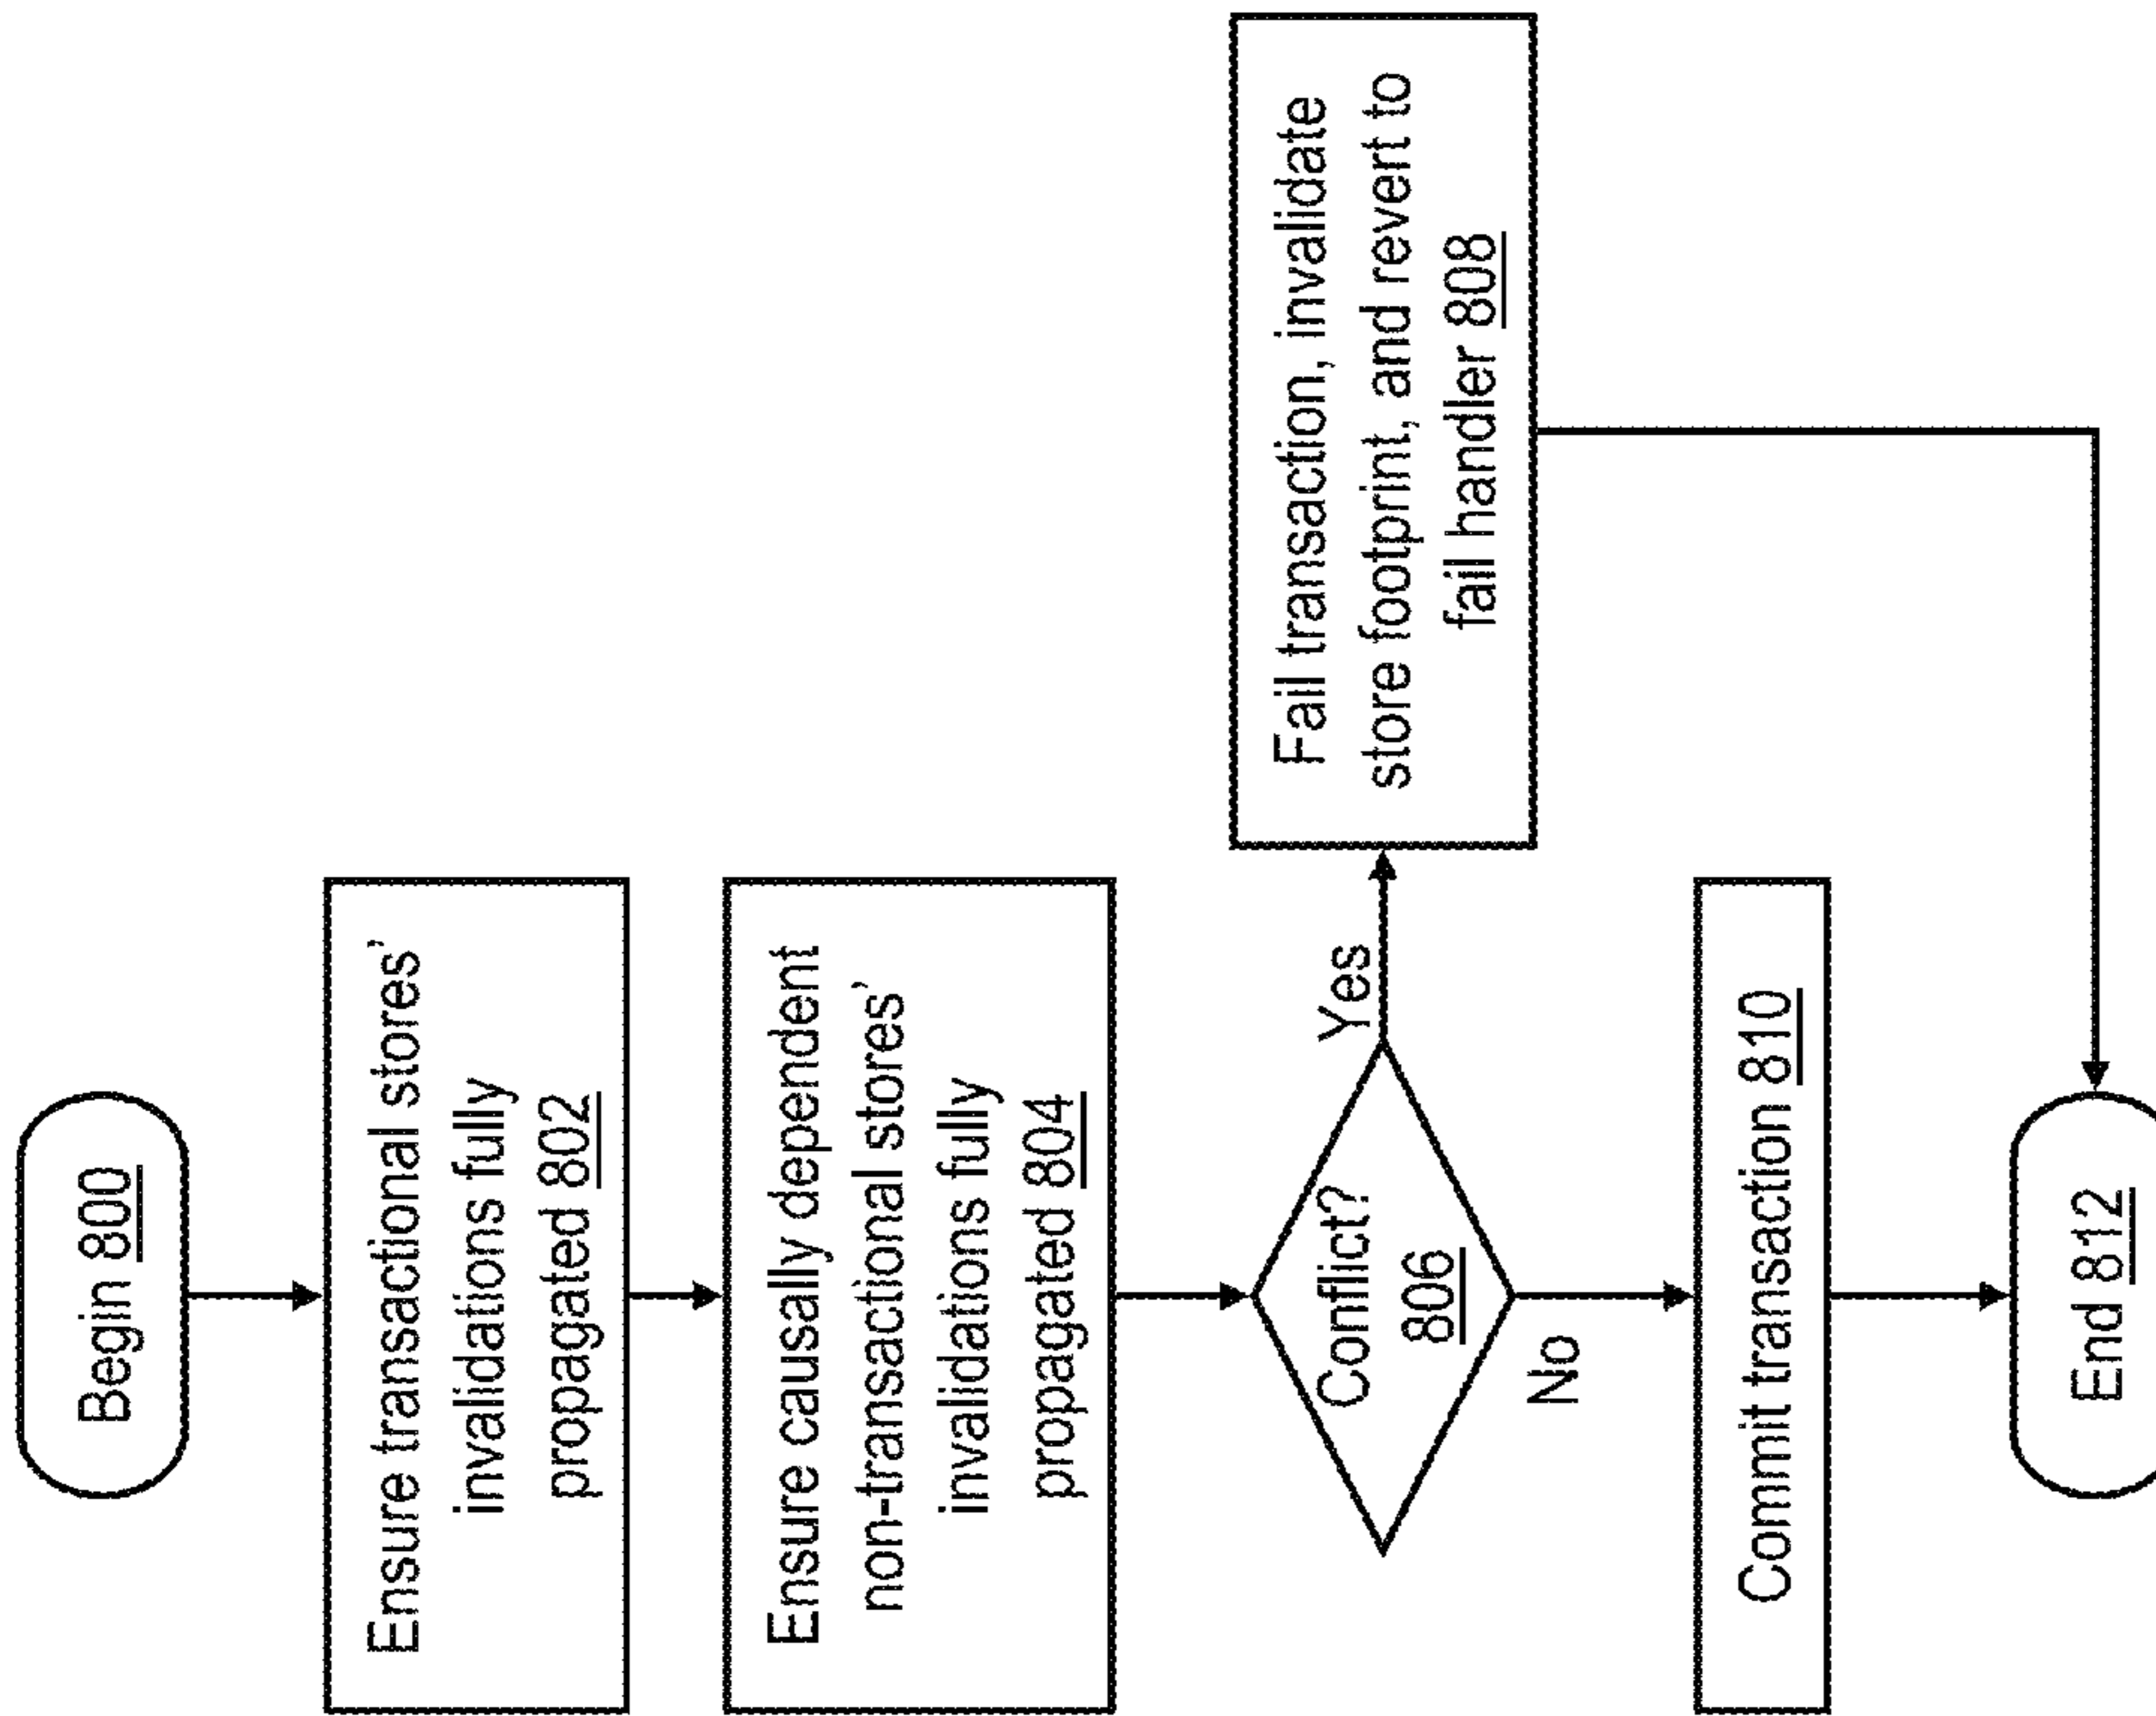 Begin 800
Ensure transactional stores’
invalidations fully
propagated 802
Ensure causally dependent
non-transactional stores’
invalidations fully
propagated 804
Conflict?
806
Yes
Fail transaction, invalidate
store footprint, and revert to
fail handler 808
No
Commit transaction 810
End 812